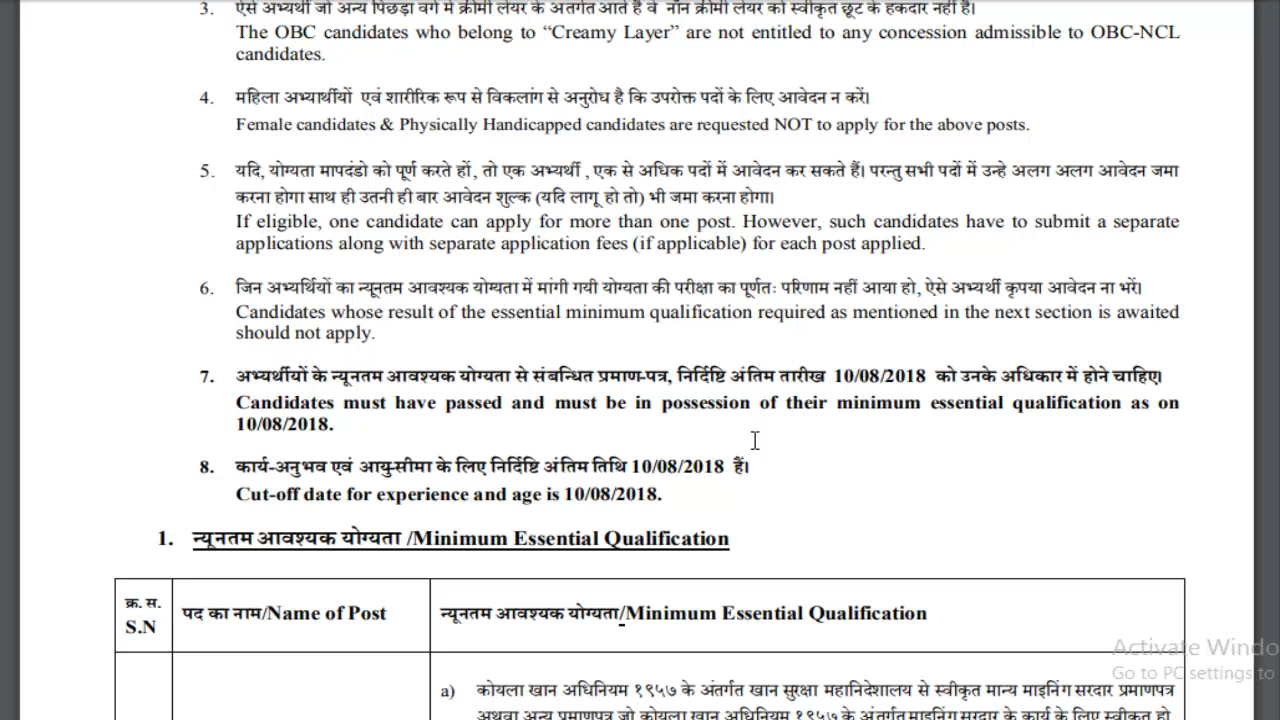 3. ऐसे अभ्यर्थी जो अन्य पिछड़ा वर्ग में क्रीमी लेयर के अंतर्गत आते है वे नॉन क्रीमी लेयर को स्वीकृत छूट के हकदार नहीं है।
The OBC candidates who belong to “Creamy Layer” are not entitled to any concession admissible to OBC-NCL
candidates.
4. महिला अभ्यार्थीयों एवं शारीरिक रूप से विकलांग से अनुरोध है कि उपरोक्त पदों के लिए आवेदन न करें।
Female candidates & Physically Handicapped candidates are requested NOT to apply for the above posts.
5. यदि, योग्यता मापदंडो को पूर्ण करते हों, तो एक अभ्यर्थी , एक से अधिक पदों में आवेदन कर सकते हैं। परन्तु सभी पदों में उन्हे अलग अलग आवेदन जमा
करना होगा साथ ही उतनी ही बार आवेदन शुल्क (यदि लागू हो तो) भी जमा करना होगा।
If eligible, one candidate can apply for more than one post. However, such candidates have to submit a separate
applications along with separate application fees (if applicable) for each post applied.
6. जिन अभ्यर्थियों का न्यूनतम आवश्यक योग्यता में मांगी गयी योग्यता की परीक्षा का पूर्णतः परिणाम नहीं आया हो, ऐसे अभ्यर्थी कृपया आवेदन ना भरें।
Candidates whose result of the essential minimum qualification required as mentioned in the next section is awaited
should not apply.
7. अभ्यर्थीयों के न्यूनतम आवश्यक योग्यता से संबन्धित प्रमाण-पत्र, निर्दिष्टि अंतिम तारीख 10/08/2018 को उनके अधिकार में होने चाहिए।
Candidates must have passed and must be in possession of their minimum essential qualification as on
10/08/2018.
8. कार्य-अनुभव एवं आयु-सीमा के लिए निर्दिष्टि अंतिम तिथि 10/08/2018 हैं।
Cut-off date for experience and age is 10/08/2018.
1. न्यूनतम आवश्यक योग्यता /Minimum Essential Qualification
क्र. स. पद का नाम/Name of Post न्यूनतम आवश्यक योग्यता/Minimum Essential Qualification
S.N
Activate Windo
Go to PC settings to
a) कोयला खान अधिनियम १९५७ के अंतर्गत खान सुरक्षा महानिदेशालय से स्वीकृत मान्य माइनिंग सरदार प्रमाणपत्र
अथवा अन्य प्रमाणपत्र जो कोयला खान अधिनियम १९५७ के अंतर्गत माइनिंग सरदार के कार्य के लिए स्वीकृत हो